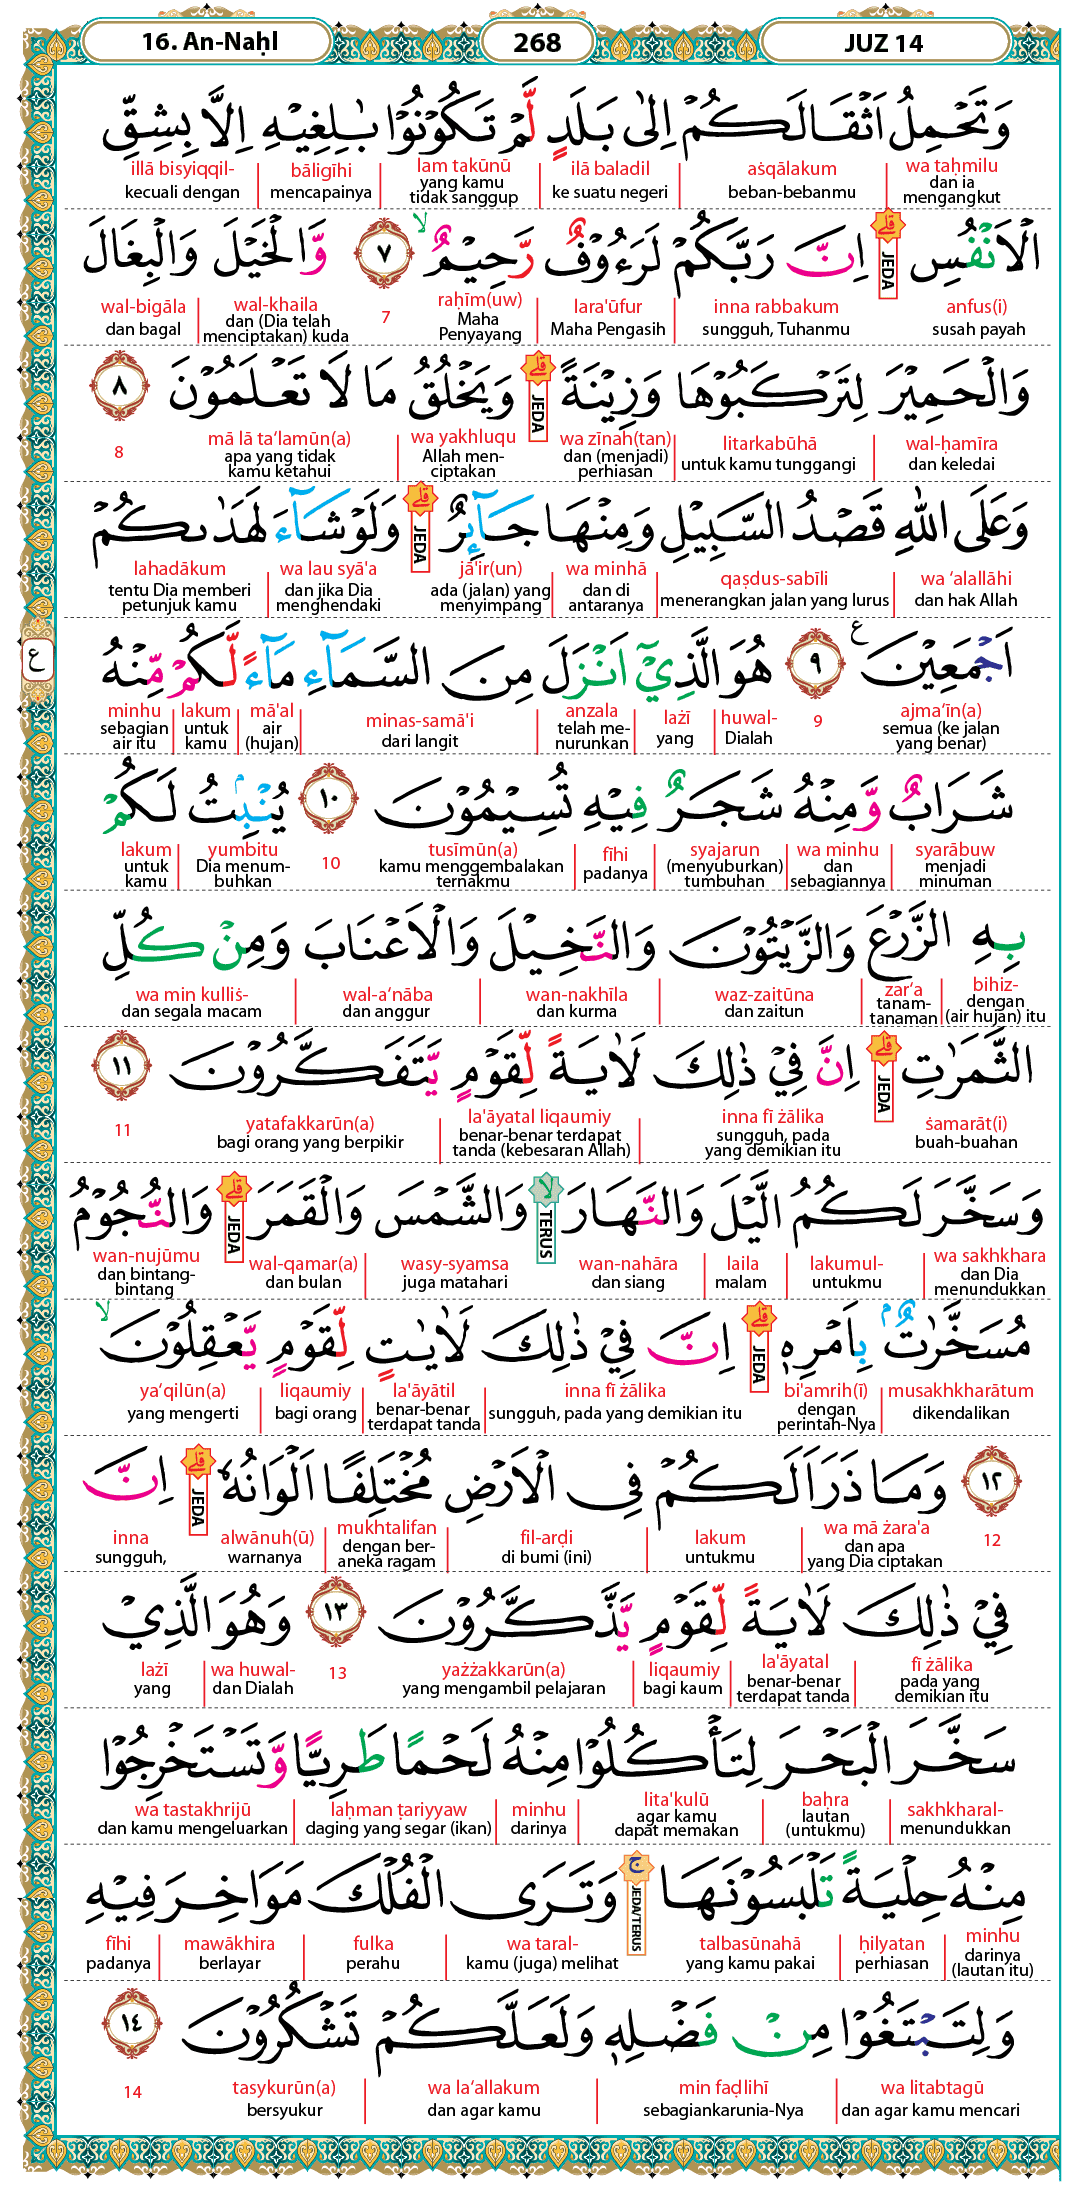 16. An-Naḥl
268
JUZ 14
وَتَحْمِلُ اَثْقَالَكُمْ اِلٰى بَلَدٍ لَّمْ تَكُوْنُوْا بٰلِغِيْهِ اِلَّا بِشِقِّ
wa taḥmilu aṡqālakum ilā baladil lam takūnū bāligīhi illā bisyiqqil-
dan ia mengangkut beban-bebanmu ke suatu negeri yang kamu tidak sanggup mencapainya kecuali dengan
الْاَنْفُسِ ۗ اِنَّ رَبَّكُمْ لَرَءُوْفٌ رَّحِيْمٌ ۙ ٧ وَّالْخَيْلَ وَالْبِغَالَ
JEDA
anfus(i) inna rabbakum lara'ūfur raḥīm(uw) 7 wal-khaila wal-bigāla
susah payah sungguh, Tuhanmu Maha Pengasih Maha Penyayang dan (Dia telah menciptakan) kuda dan bagal
وَالْحَمِيْرَ لِتَرْكَبُوْهَا وَزِيْنَةً ۗ وَيَخْلُقُ مَا لَا تَعْلَمُوْنَ ٨
JEDA
wal-ḥamīra litarkabūhā wa zīnah(tan) wa yakhluqu mā lā ta‘lamūn(a) 8
dan keledai untuk kamu tunggangi dan (menjadi) perhiasan Allah men-ciptakan apa yang tidak kamu ketahui
وَعَلَى اللّٰهِ قَصْدُ السَّبِيْلِ وَمِنْهَا جَاۤىِٕرٌ ۗ وَلَوْ شَاۤءَ لَهَدٰىكُمْ
JEDA
wa ‘alallāhi qaṣdus-sabīli wa minhā jā'ir(un) wa lau syā'a lahadākum
dan hak Allah menerangkan jalan yang lurus dan di antaranya ada (jalan) yang menyimpang dan jika Dia menghendaki tentu Dia memberi petunjuk kamu
ع
اَجْمَعِيْنَ ࣖ ٩ هُوَ الَّذِيْٓ اَنْزَلَ مِنَ السَّمَاۤءِ مَاۤءً لَّكُمْ مِّنْهُ
ajma‘īn(a) 9 huwal- lażī anzala minas-samā'i mā'al lakum minhu
semua (ke jalan yang benar) Dialah yang telah me-nurunkan dari langit air (hujan) untuk kamu sebagian air itu
شَرَابٌ وَّمِنْهُ شَجَرٌ فِيْهِ تُسِيْمُوْنَ ١٠ يُنْۢبِتُ لَكُمْ
syarābuw wa minhu syajarun fīhi tusīmūn(a) 10 yumbitu lakum
menjadi minuman dan sebagiannya (menyuburkan) tumbuhan padanya kamu menggembalakan ternakmu Dia menum-buhkan untuk kamu
بِهِ الزَّرْعَ وَالزَّيْتُوْنَ وَالنَّخِيْلَ وَالْاَعْنَابَ وَمِنْ كُلِّ
bihiz- zar‘a waz-zaitūna wan-nakhīla wal-a‘nāba wa min kulliṡ-
dengan (air hujan) itu tanam-tanaman dan zaitun dan kurma dan anggur dan segala macam
الثَّمَرٰتِ ۗ اِنَّ فِيْ ذٰلِكَ لَاٰيَةً لِّقَوْمٍ يَّتَفَكَّرُوْنَ ١١
JEDA
ṡamarāt(i) inna fī żālika la'āyatal liqaumiy yatafakkarūn(a) 11
buah-buahan sungguh, pada yang demikian itu benar-benar terdapat tanda (kebesaran Allah) bagi orang yang berpikir
وَسَخَّرَ لَكُمُ الَّيْلَ وَالنَّهَارَ ۙ وَالشَّمْسَ وَالْقَمَرَ ۗ وَالنُّجُوْمُ
TERUS JEDA
wa sakhkhara lakumul- laila wan-nahāra wasy-syamsa wal-qamar(a) wan-nujūmu
dan Dia menundukkan untukmu malam dan siang juga matahari dan bulan dan bintang-bintang
مُسَخَّرٰتٌۢ بِاَمْرِهٖ ۗ اِنَّ فِيْ ذٰلِكَ لَاٰيٰتٍ لِّقَوْمٍ يَّعْقِلُوْنَ ۙ
JEDA
musakhkharātum bi'amrih(ī) inna fī żālika la'āyātil liqaumiy ya‘qilūn(a)
dikendalikan dengan perintah-Nya sungguh, pada yang demikian itu benar-benar terdapat tanda bagi orang yang mengerti
١٢ وَمَا ذَرَاَ لَكُمْ فِى الْاَرْضِ مُخْتَلِفًا اَلْوَانُهٗ ۗ اِنَّ
JEDA
12 wa mā żara'a lakum fil-arḍi mukhtalifan alwānuh(ū) inna
dan apa yang Dia ciptakan untukmu di bumi (ini) dengan ber-aneka ragam warnanya sungguh,
فِيْ ذٰلِكَ لَاٰيَةً لِّقَوْمٍ يَّذَّكَّرُوْنَ ١٣ وَهُوَ الَّذِيْ
fī żālika la'āyatal liqaumiy yażżakkarūn(a) 13 wa huwal- lażī
pada yang demikian itu benar-benar terdapat tanda bagi kaum yang mengambil pelajaran dan Dialah yang
سَخَّرَ الْبَحْرَ لِتَأْكُلُوْا مِنْهُ لَحْمًا طَرِيًّا وَّتَسْتَخْرِجُوْا
sakhkharal- baḥra lita'kulū minhu laḥman ṭariyyaw wa tastakhrijū
menundukkan lautan (untukmu) agar kamu dapat memakan darinya daging yang segar (ikan) dan kamu mengeluarkan
مِنْهُ حِلْيَةً تَلْبَسُوْنَهَا ۚ وَتَرَى الْفُلْكَ مَوَاخِرَ فِيْهِ
JEDA/TERUS
minhu ḥilyatan talbasūnahā wa taral- fulka mawākhira fīhi
darinya (lautan itu) perhiasan yang kamu pakai kamu (juga) melihat perahu berlayar padanya
وَلِتَبْتَغُوْا مِنْ فَضْلِهٖ وَلَعَلَّكُمْ تَشْكُرُوْنَ ١٤
wa litabtagū min faḍlihī wa la‘allakum tasykurūn(a) 14
dan agar kamu mencari sebagiankarunia-Nya dan agar kamu bersyukur